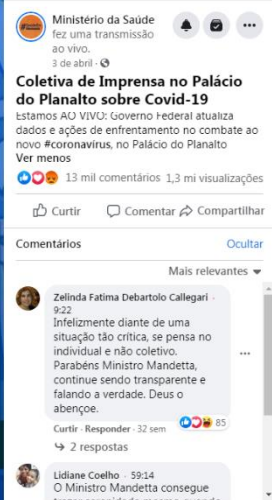 Ministério da Saúde
fez uma transmissão
ao vivo.
3 de abril ·
Coletiva de Imprensa no Palácio
do Planalto sobre Covid-19
Estamos AO VIVO: Governo Federal atualiza
dados e ações de enfrentamento no combate ao
novo #coronavírus, no Palácio do Planalto
Ver menos
13 mil comentários 1,3 mi visualizações
Curtir Comentar Compartilhar
Comentários Ocultar
Mais relevantes
Zelinda Fatima Debartolo Callegari ·
9:22
Infelizmente diante de uma
situação tão crítica, se pensa no
individual e não coletivo.
Parabéns Ministro Mandetta,
continue sendo transparente e
falando a verdade. Deus o
abençoe.
85
Curtir · Responder · 32 sem
2 respostas
Lidiane Coelho · 59:14
O Ministro Mandetta consegue